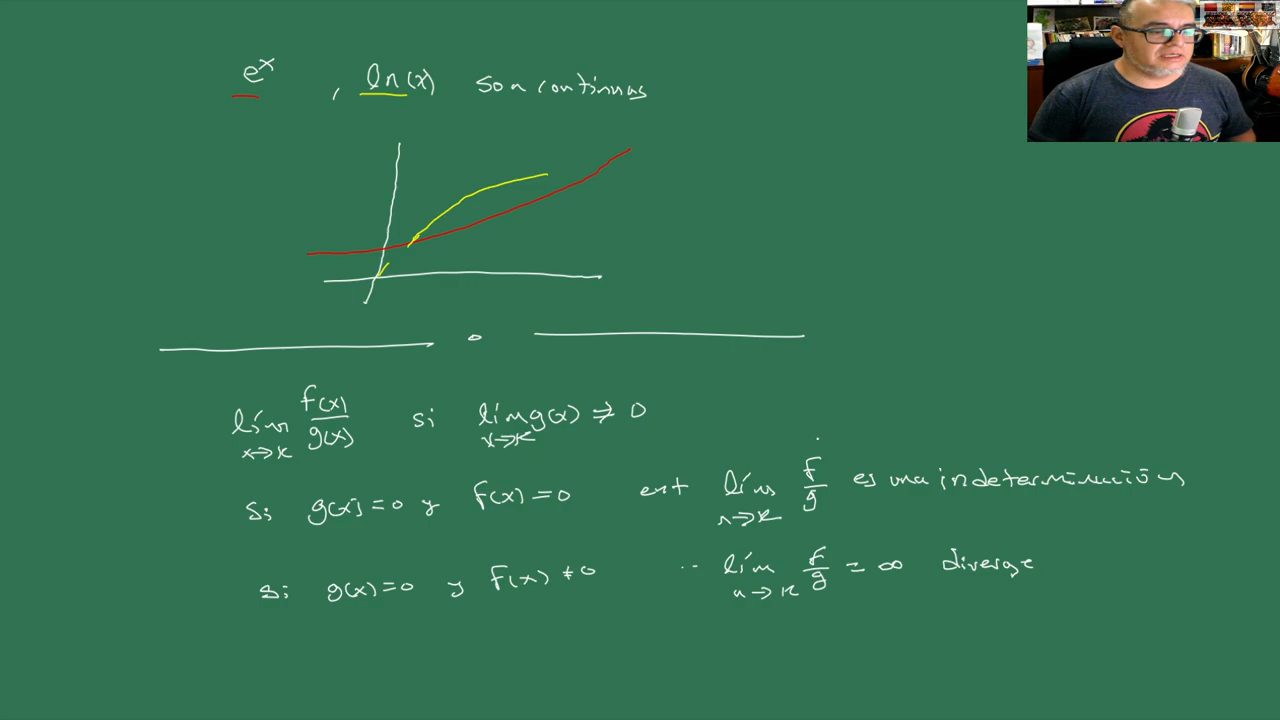 e^x , ln(x) son continuas
lím x→k f(x)/g(x) si lím x→k g(x) ≠ 0
si g(x)=0 y f(x)=0 ent lím x→k f/g es una indeterminación
si g(x)=0 y f(x)≠0 ·· lím x→k f/g = ∞ diverge